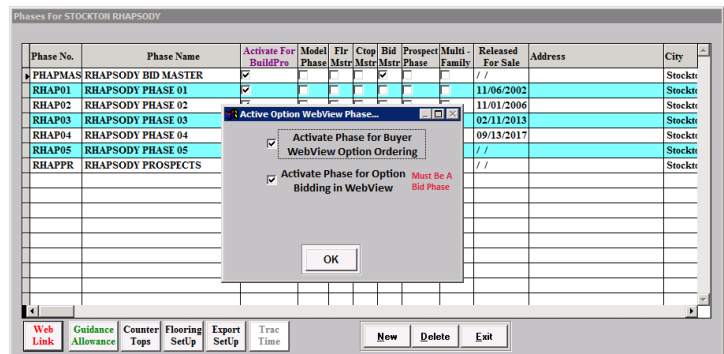 Phases For STOCKTON RHAPSODY
Phase No. Phase Name Activate For BuildPro Model Phase Flr Mstr Ctop Mstr Bid Mstr Prospect Phase Multi - Family Released For Sale Address City
PHAPMAS RHAPSODY BID MASTER / / Stockto
RHAP01 RHAPSODY PHASE 01 11/06/2002 Stockto
RHAP02 RHAPSODY PHASE 02 11/01/2006 Stockto
RHAP03 RHAPSODY PHASE 03 02/11/2013 Stockto
RHAP04 RHAPSODY PHASE 04 09/13/2017 Stockto
RHAP05 RHAPSODY PHASE 05 / / Stockto
RHAPPR RHAPSODY PROSPECTS / / Stockto
Active Option WebView Phase...
Activate Phase for Buyer
WebView Option Ordering
Activate Phase for Option Must Be A
Bidding in WebView Bid Phase
OK
Web Guidance Counter Flooring Export Trac
Link Allowance Tops SetUp SetUp Time
New Delete Exit